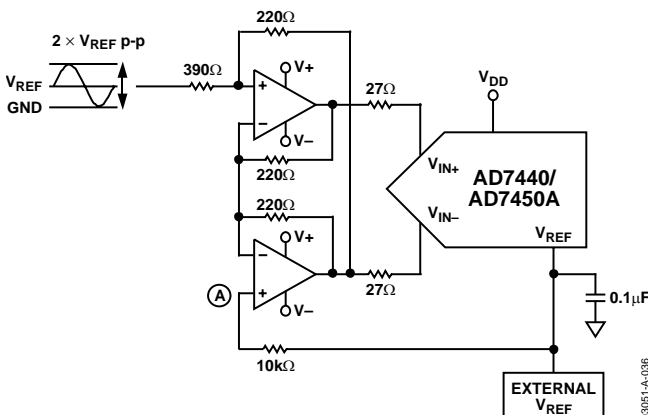 220Ω
2 × VREF p-p
390Ω
V+
27Ω
VDD
VREF
GND
+
–
V–
220Ω
VIN+
AD7440/
AD7450A
220Ω
VIN–
VREF
V+
–
+
A
V–
27Ω
0.1μF
10kΩ
EXTERNAL
VREF
3051-A-036